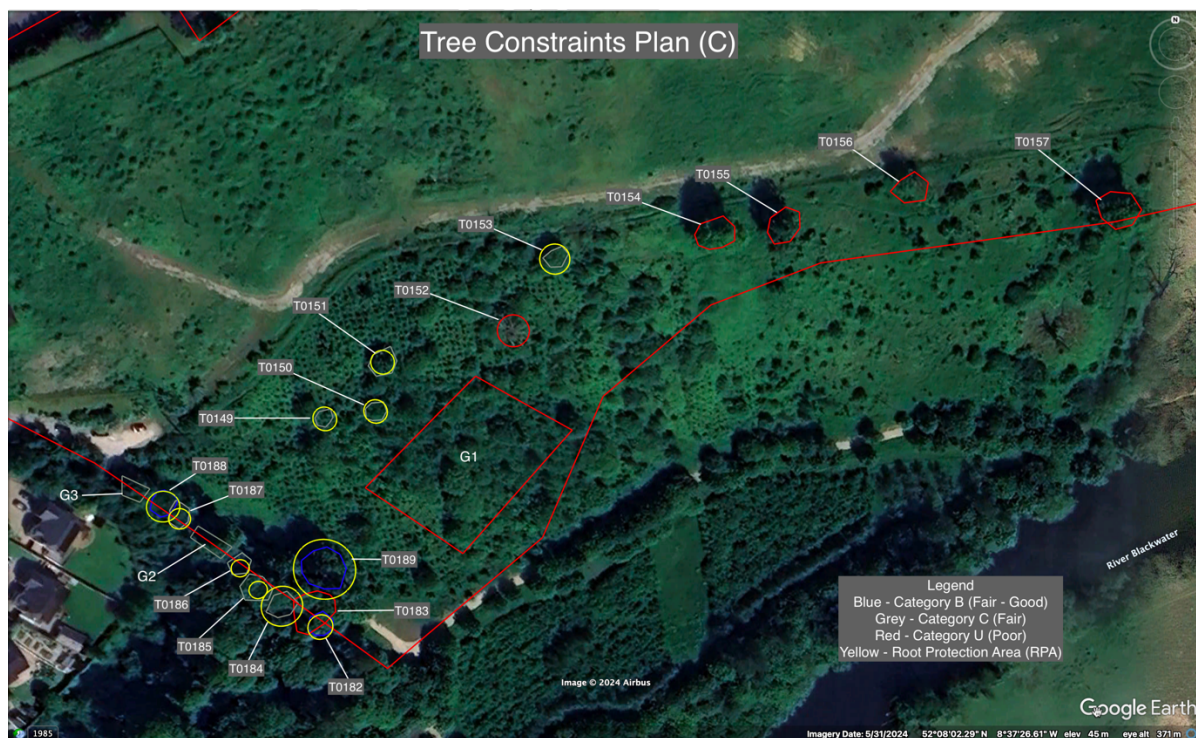 Tree Constraints Plan (C)
N
T0156
T0157
T0155
T0154
T0153
T0152
T0151
T0150
T0149
G1
T0188
G3
T0187
T0189
G2
T0186
T0183
T0185
T0184
T0182
River Blackwater
Legend
Blue - Category B (Fair - Good)
Grey - Category C (Fair)
Red - Category U (Poor)
Yellow - Root Protection Area (RPA)
Image © 2024 Airbus
Google Earth
1985
Imagery Date: 5/31/2024 52°08'02.29" N 8°37'26.61" W elev 45 m eye alt 371 m